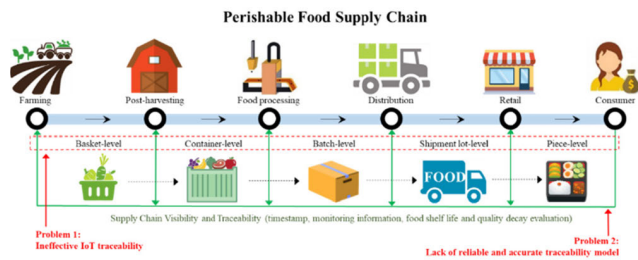 Perishable Food Supply Chain
Farming
Post-harvesting
Food processing
Distribution
Retail
Consumer
Basket-level
Container-level
Batch-level
Shipment lot-level
Piece-level
FOOD
Supply Chain Visibility and Traceability (timestamp, monitoring information, food shelf life and quality decay evaluation)
Problem 1:
Ineffective IoT traceability
Problem 2:
Lack of reliable and accurate traceability model